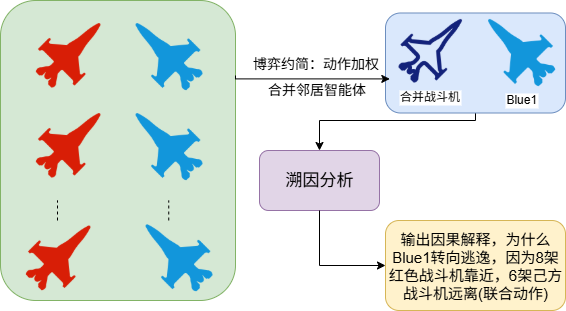 博弈约简：动作加权
合并邻居智能体
合并战斗机
Blue1
溯因分析
输出因果解释，为什么
Blue1转向逃逸，因为8架
红色战斗机靠近，6架己方
战斗机远离(联合动作)